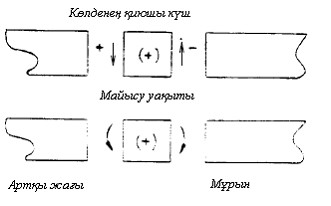 Көлденең қиюшы күш
+ (+) −
Майысу уақыты
(+)
Артқы жағы Мұрын